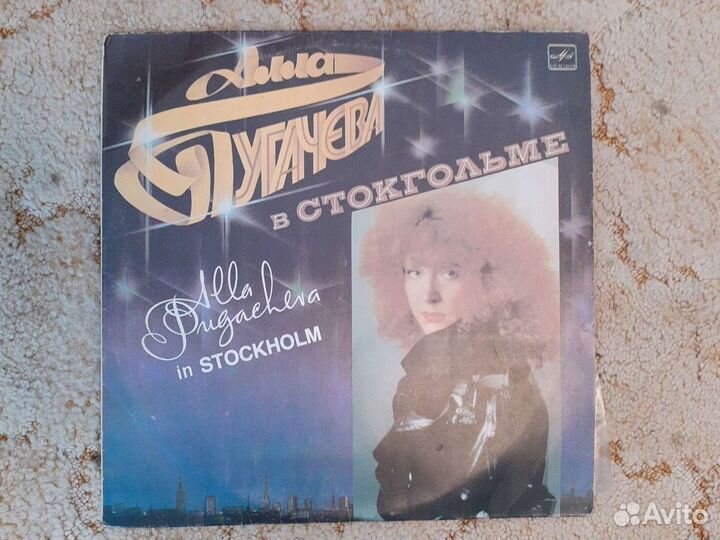 Алла
ПУГАЧЕВА
В СТОКГОЛЬМЕ
Alla
Pugacheva
in STOCKHOLM
Avito